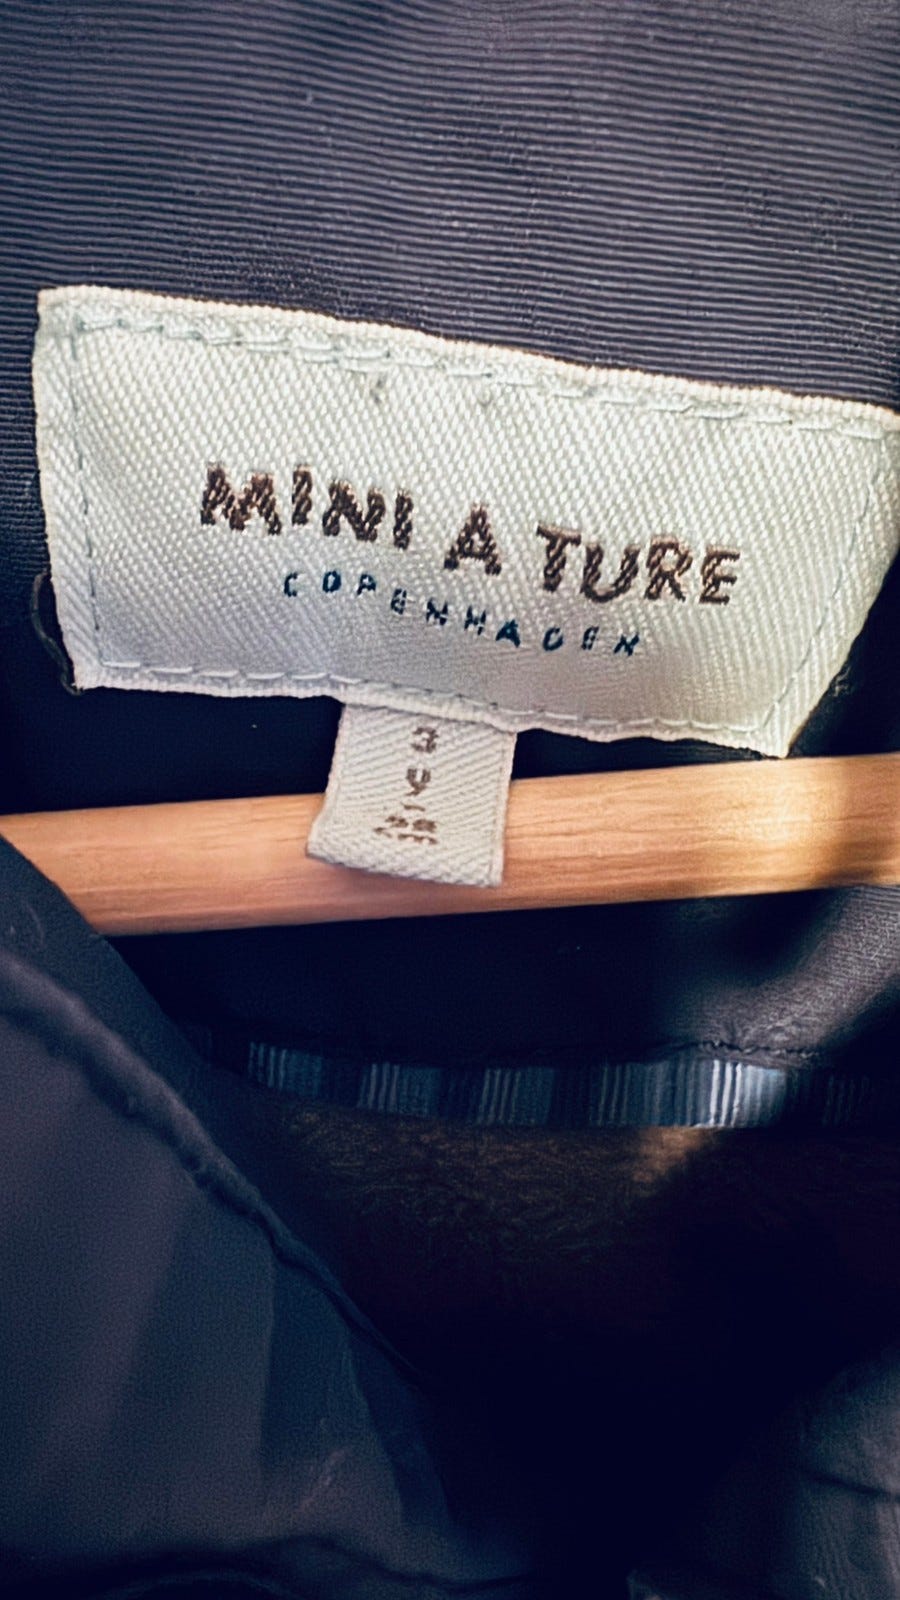 MINI A TURE
COPENHAGEN
3
Y